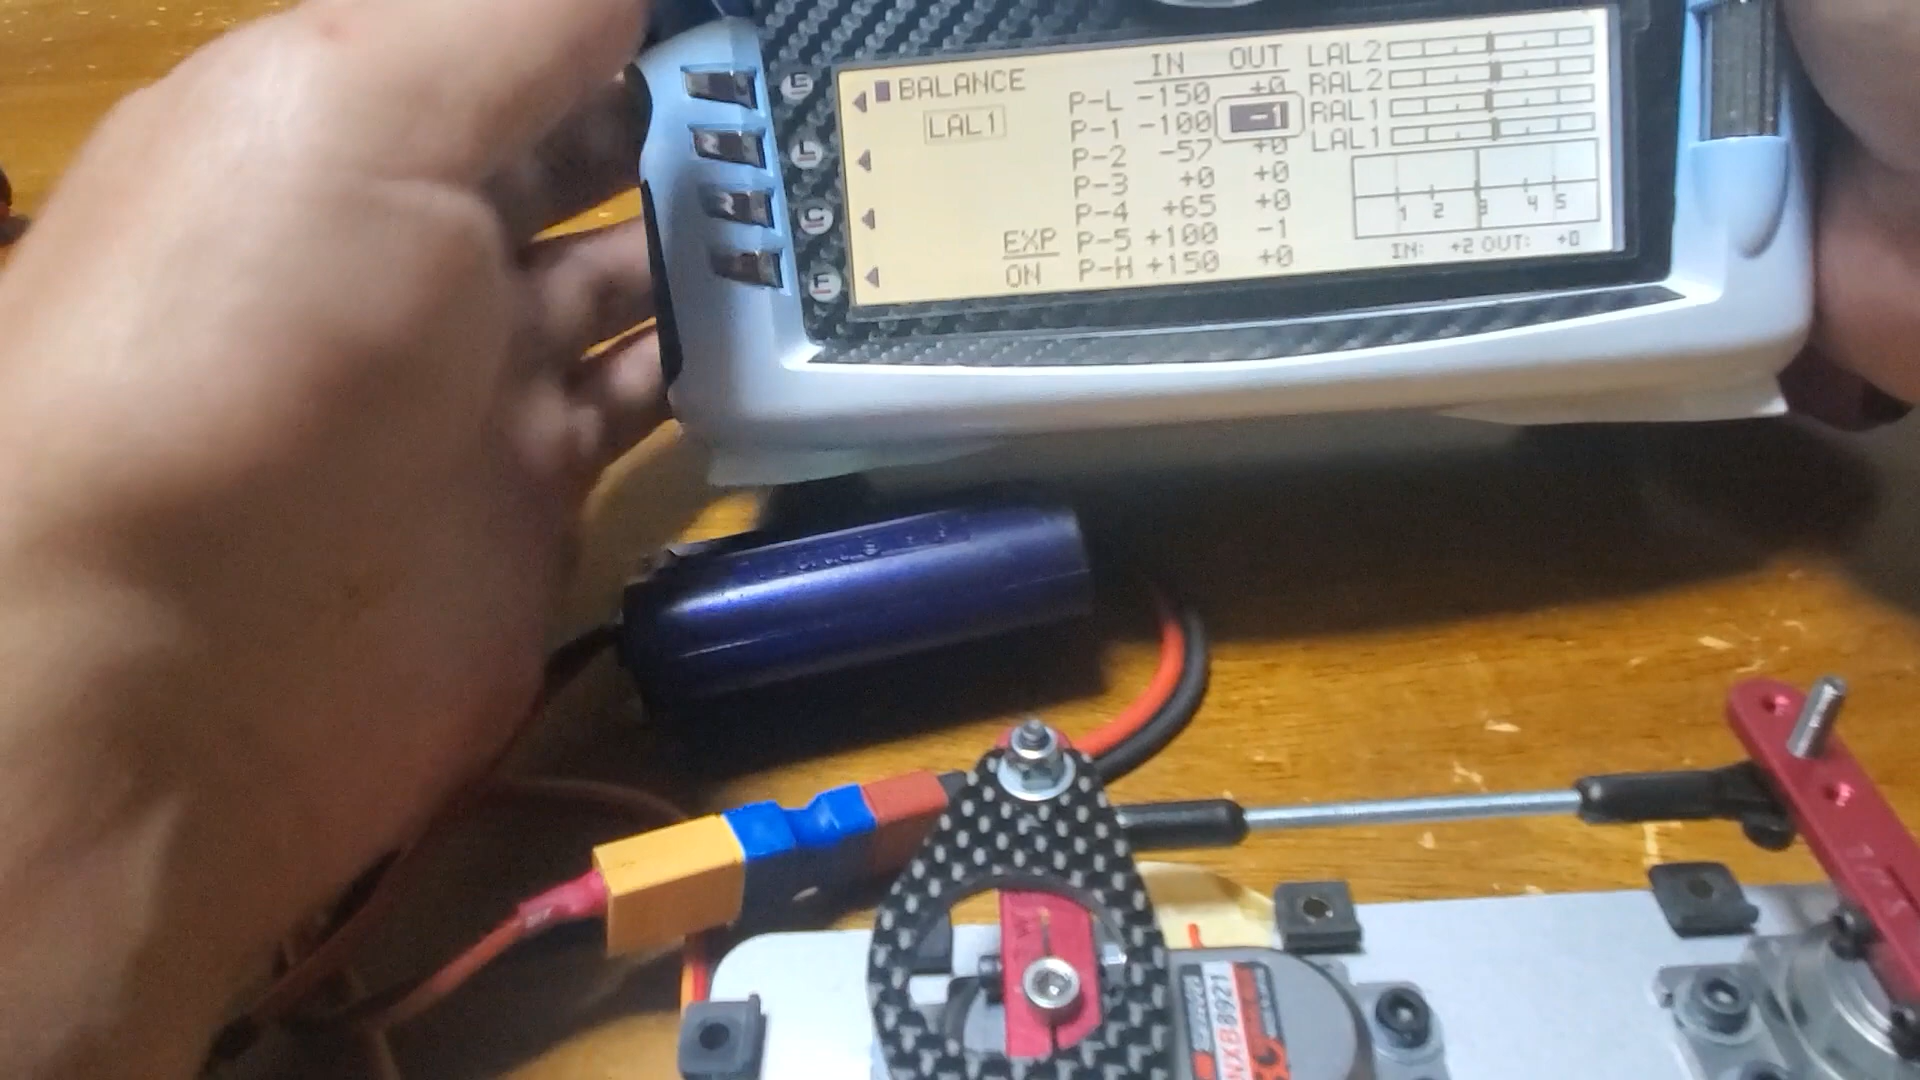 BALANCE
LAL1
IN OUT
P-L -150 +0
P-1 -100 -1
P-2 -57 +0
P-3 +0 +0
P-4 +65 +0
P-5 +100 -1
P-H +150 +0
EXP
ON
LAL2
RAL2
RAL1
LAL1
1 2 3 4 5
IN: +2 OUT: +0
E
L
C
F
NXB8921